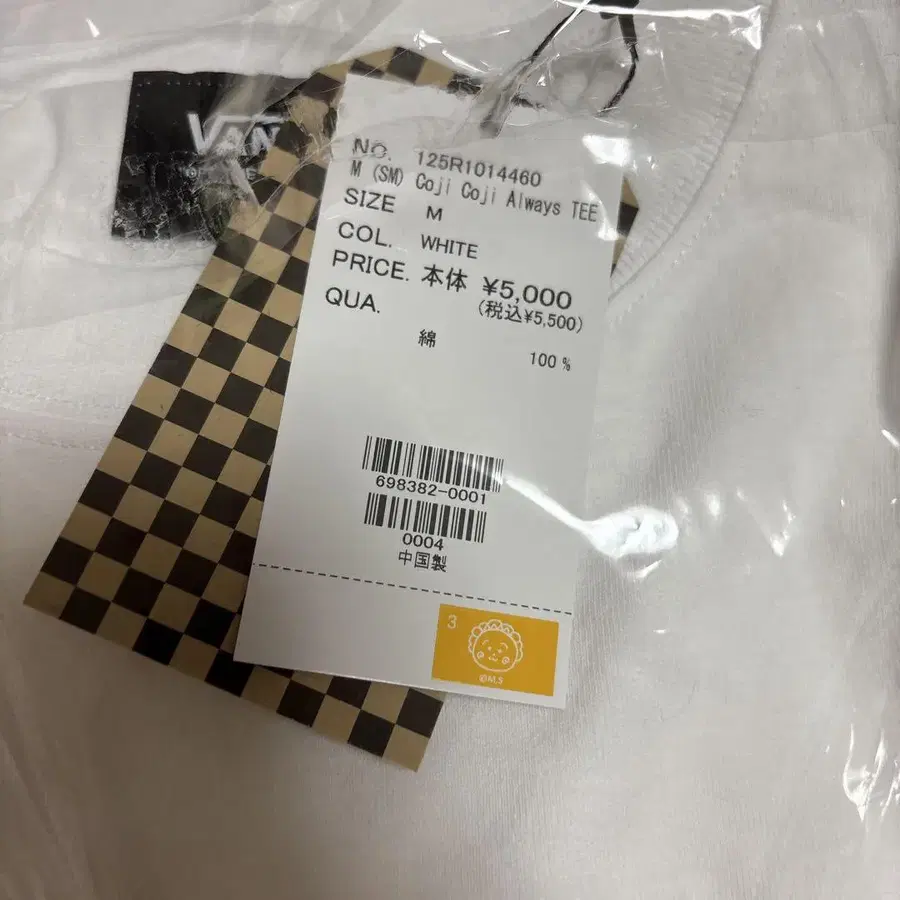 VAN
NO. 125R1014460
M (SM) Coji Coji Always TEE
SIZE M
COL. WHITE
PRICE. 本体 ¥5,000
(税込¥5,500)
QUA.
綿 100%
698382-0001
0004
中国製
3
©M.S